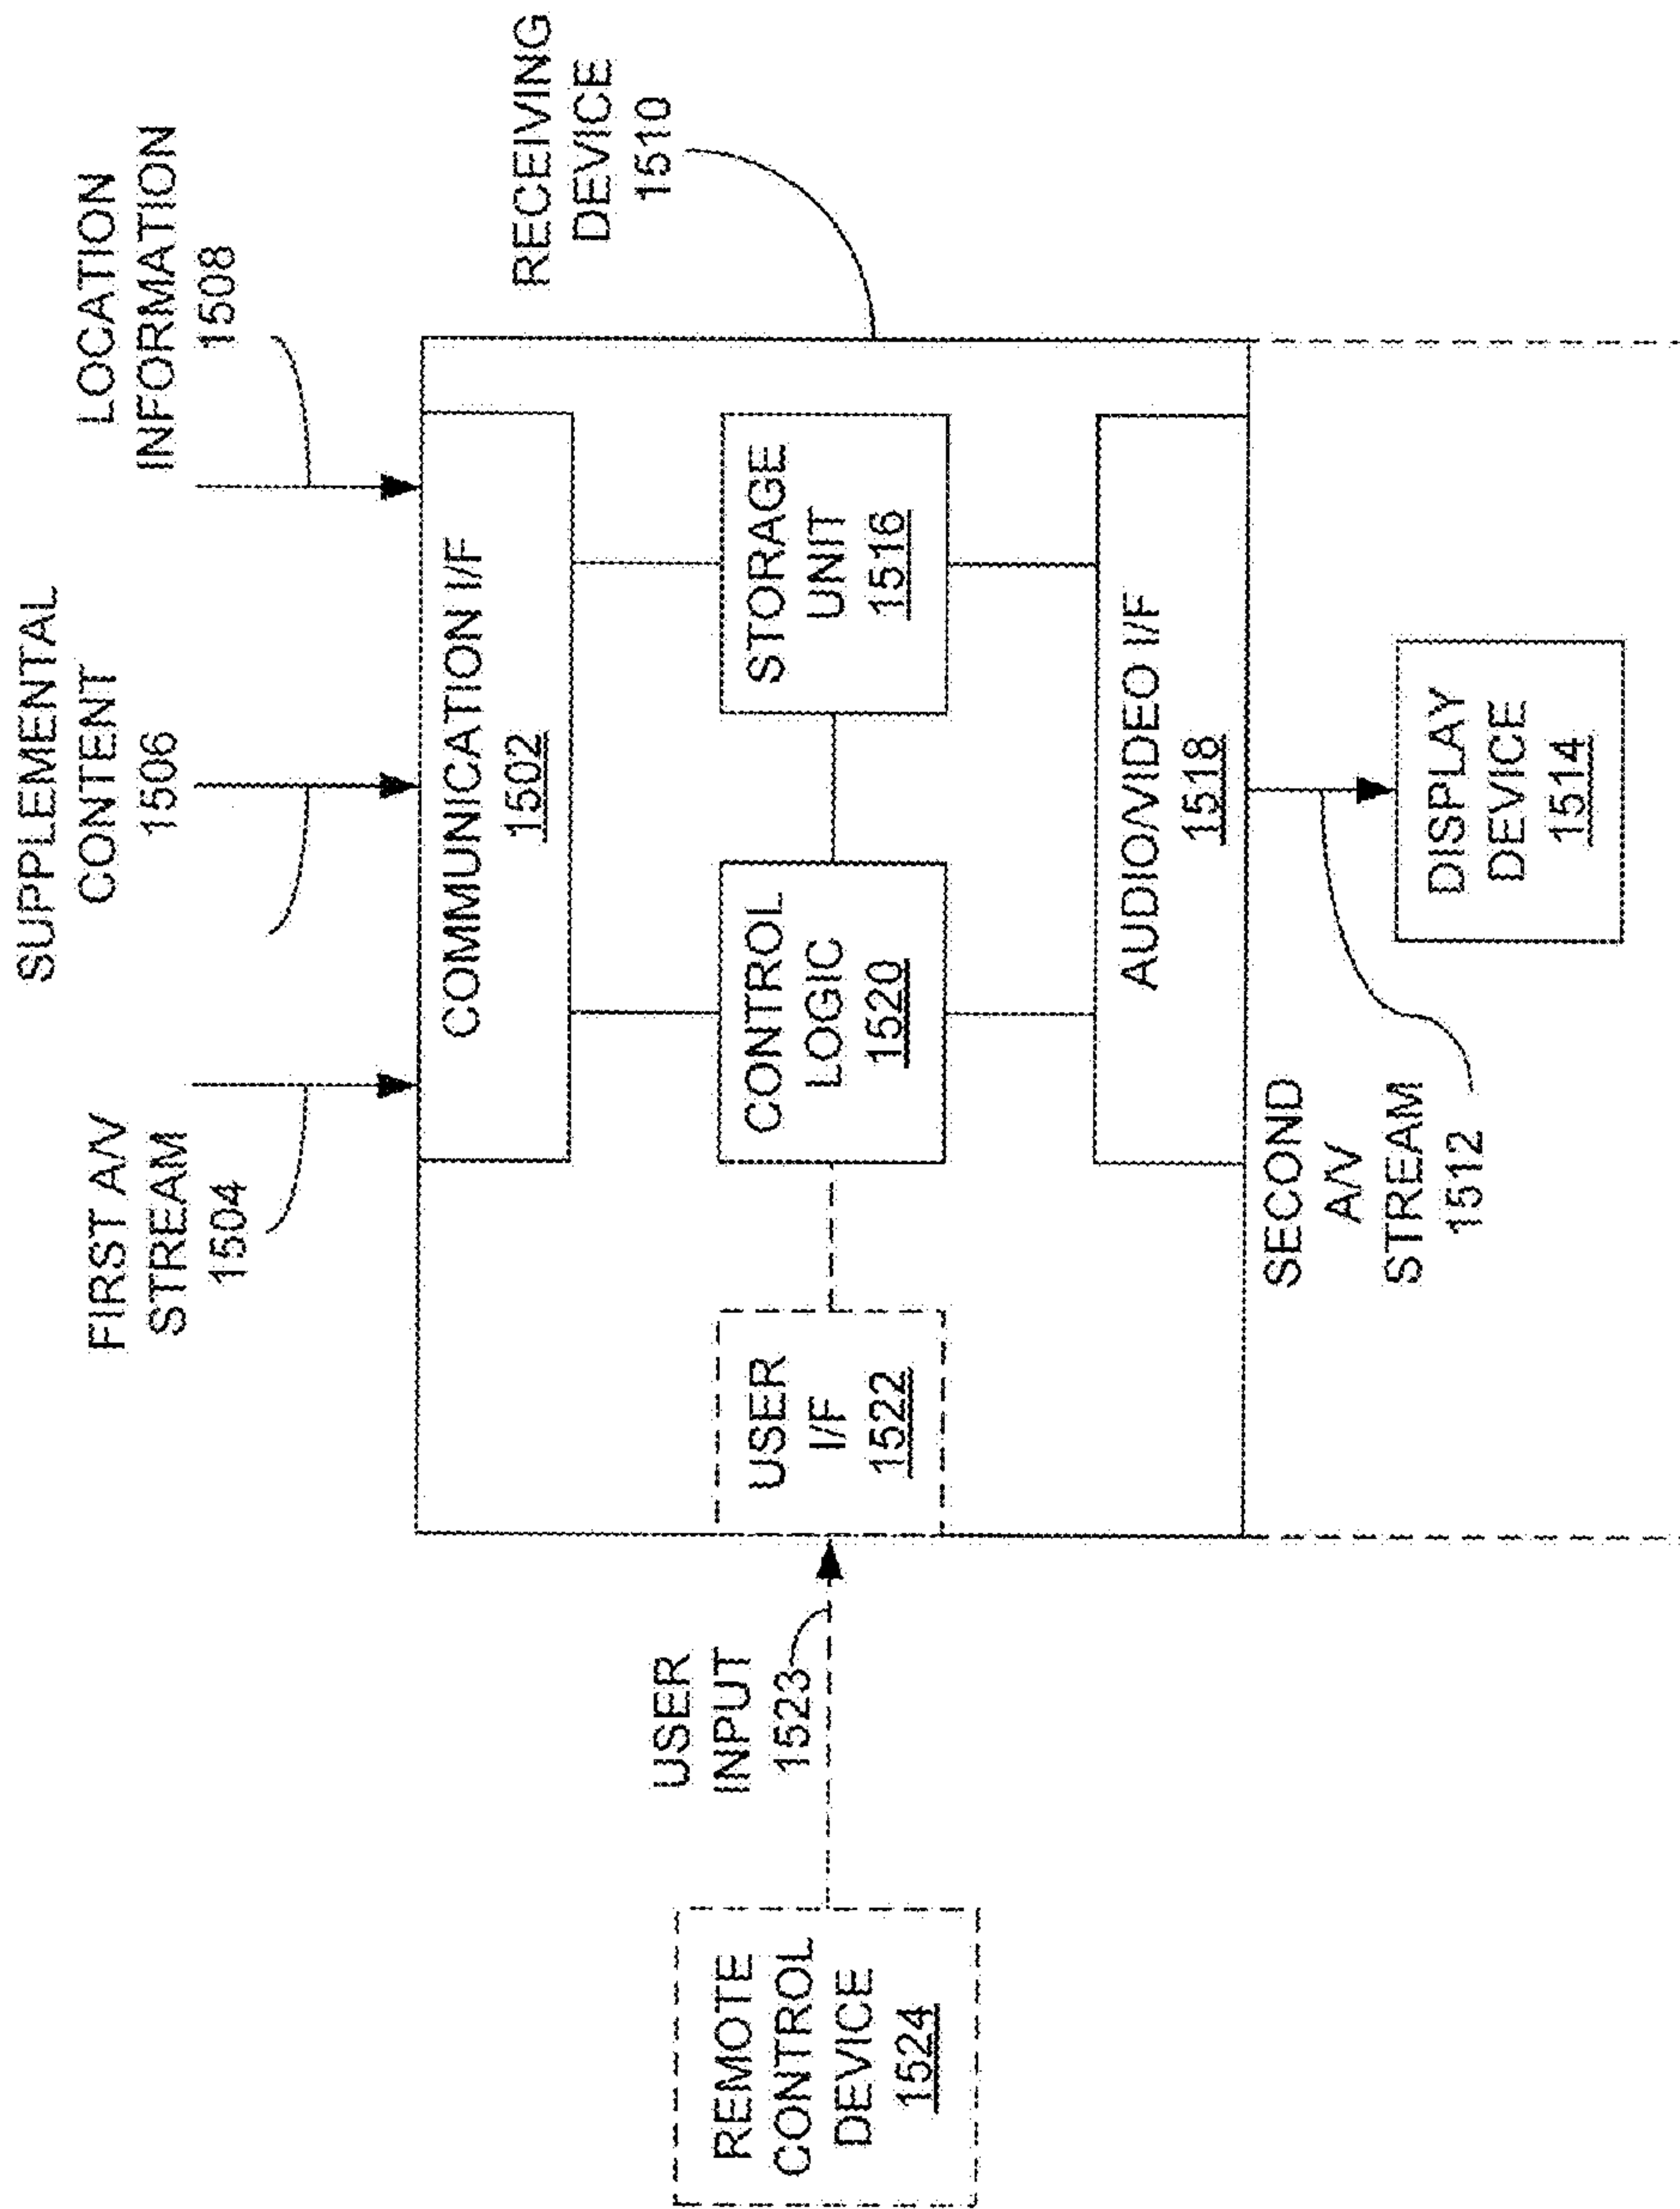 FIRST A/V
STREAM
1504
SUPPLEMENTAL
CONTENT
1506
LOCATION
INFORMATION
1508
RECEIVING
DEVICE
1510
COMMUNICATION I/F
1502
REMOTE
CONTROL
DEVICE
1524
USER
INPUT
1523
USER
I/F
1522
CONTROL
LOGIC
1520
STORAGE
UNIT
1516
AUDIO/VIDEO I/F
1518
SECOND
A/V
STREAM
1512
DISPLAY
DEVICE
1514